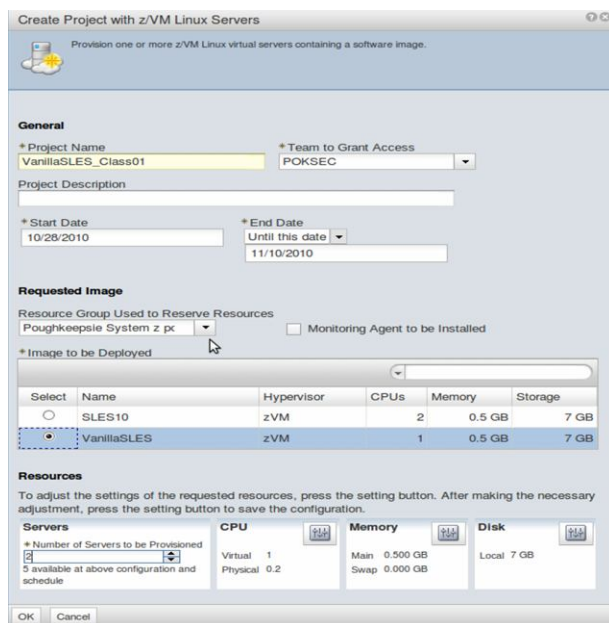 Create Project with z/VM Linux Servers
Provision one or more z/VM Linux virtual servers containing a software image.
General
*Project Name
*Team to Grant Access
VanillaSLES_Class01
POKSEC
Project Description
*Start Date
*End Date
10/28/2010
Until this date
11/10/2010
Requested Image
Resource Group Used to Reserve Resources
Poughkeepsie System z po
Monitoring Agent to be Installed
*Image to be Deployed
Select Name Hypervisor CPUs Memory Storage
SLES10 zVM 2 0.5 GB 7 GB
VanillaSLES zVM 1 0.5 GB 7 GB
Resources
To adjust the settings of the requested resources, press the setting button. After making the necessary
adjustment, press the setting button to save the configuration.
Servers
*Number of Servers to be Provisioned
2
5 available at above configuration and
schedule
CPU
Virtual 1
Physical 0.2
Memory
Main 0.500 GB
Swap 0.000 GB
Disk
Local 7 GB
OK Cancel